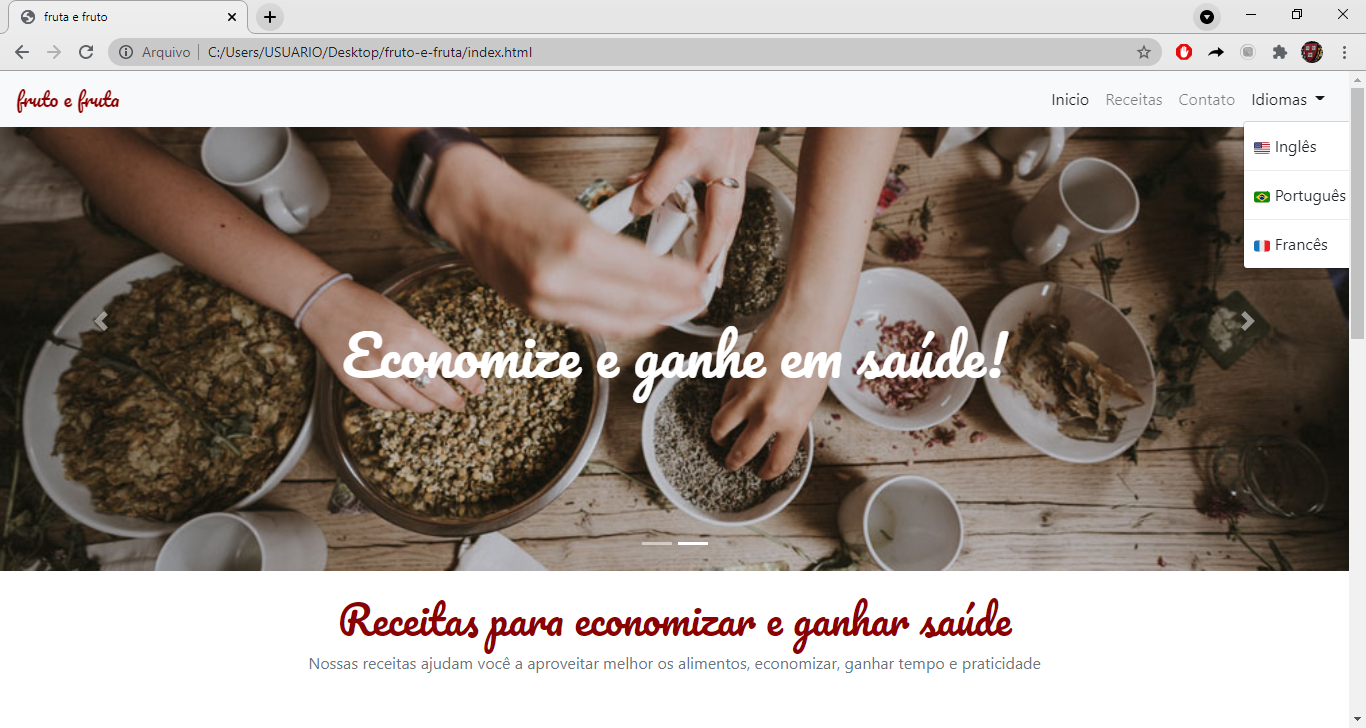 fruta e fruto
Arquivo | C:/Users/USUARIO/Desktop/fruto-e-fruta/index.html
fruto e fruta
Inicio Receitas Contato Idiomas
Inglês
Português
Francês
Economize e ganhe em saúde!
Receitas para economizar e ganhar saúde
Nossas receitas ajudam você a aproveitar melhor os alimentos, economizar, ganhar tempo e praticidade